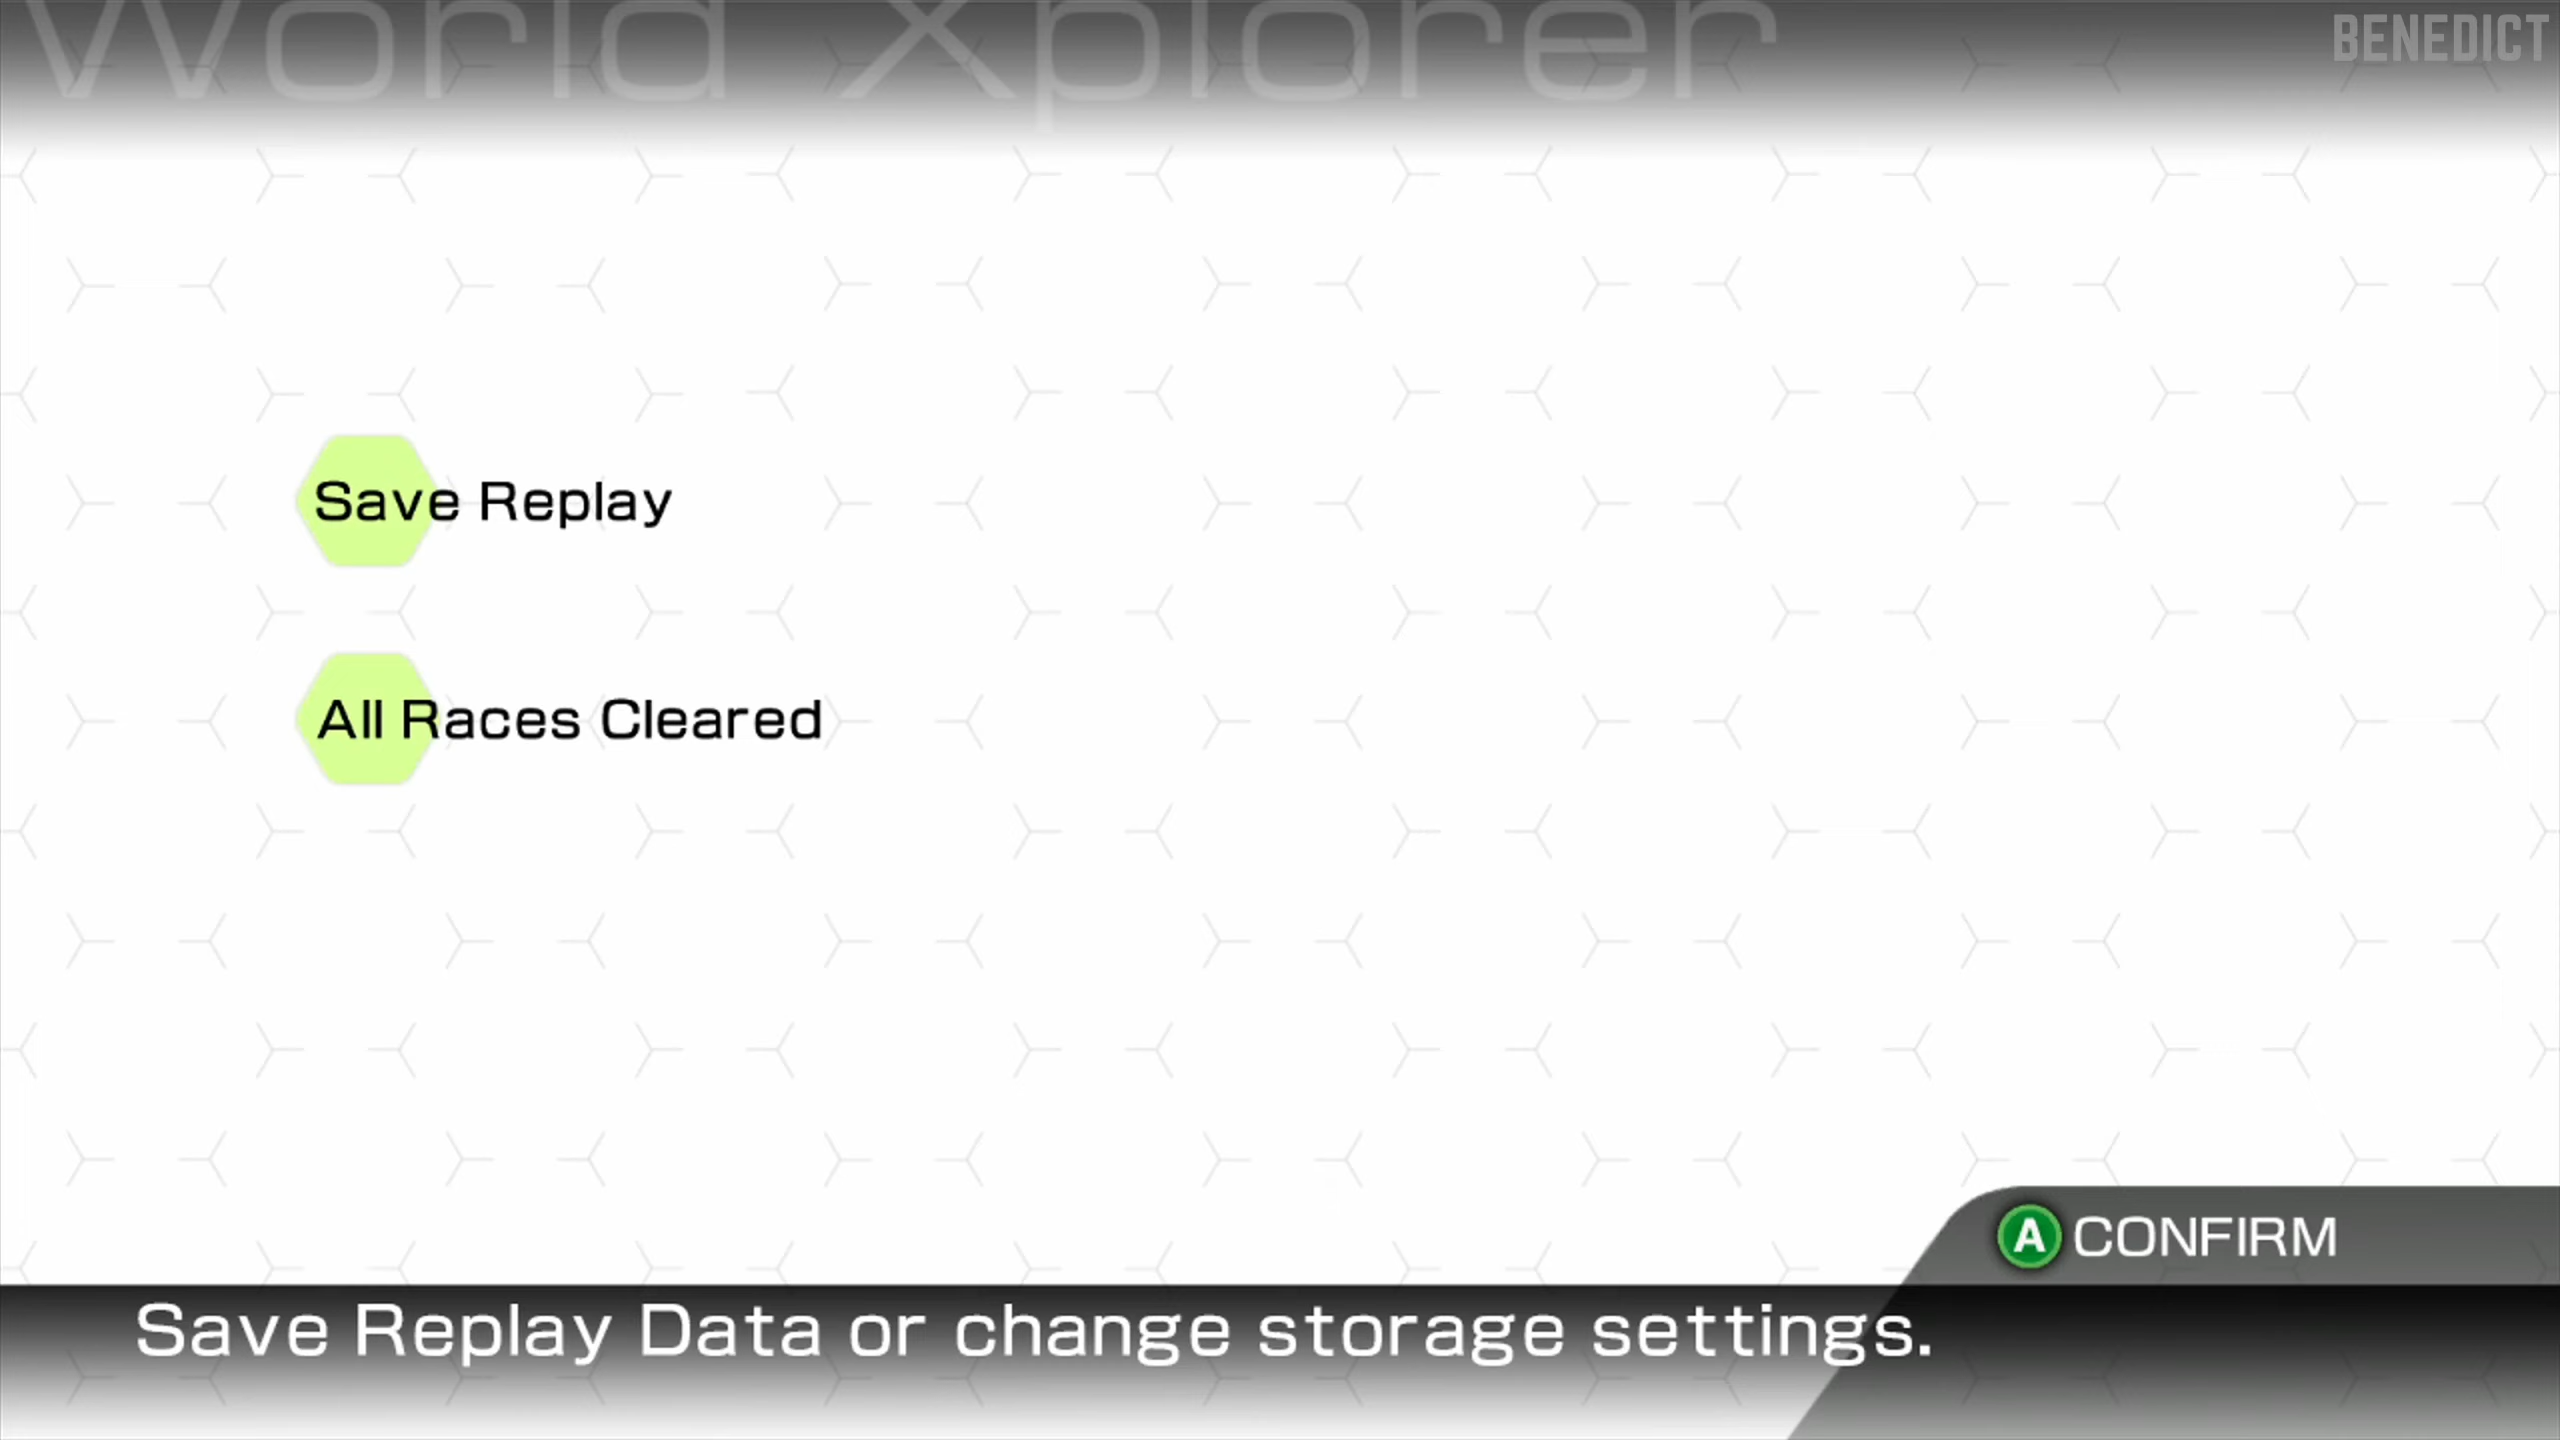 World Xplorer
BENEDICT
Save Replay
All Races Cleared
A CONFIRM
Save Replay Data or change storage settings.